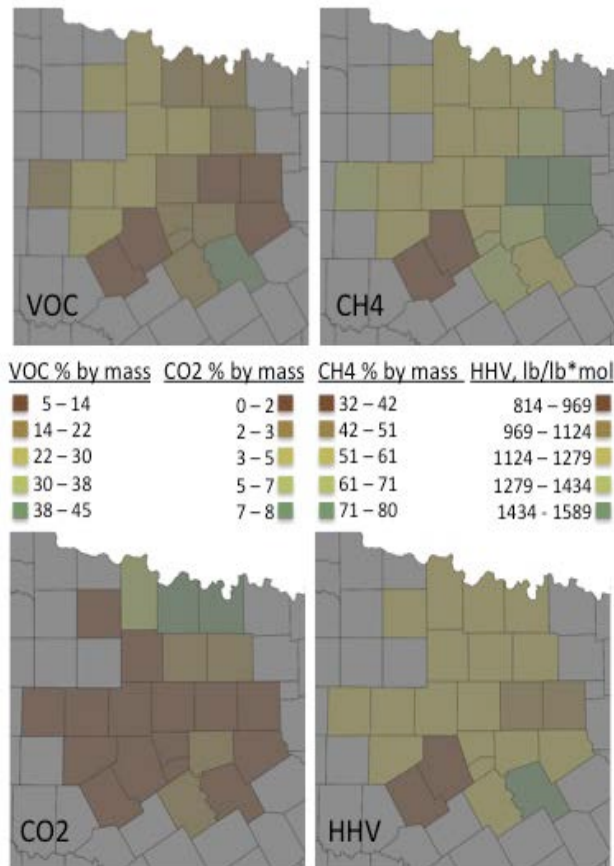 VOC
CH4
VOC % by mass CO2 % by mass CH4 % by mass HHV, lb/lb*mol
5 – 14 0 – 2 32 – 42 814 – 969
14 – 22 2 – 3 42 – 51 969 – 1124
22 – 30 3 – 5 51 – 61 1124 – 1279
30 – 38 5 – 7 61 – 71 1279 – 1434
38 – 45 7 – 8 71 – 80 1434 - 1589
CO2
HHV